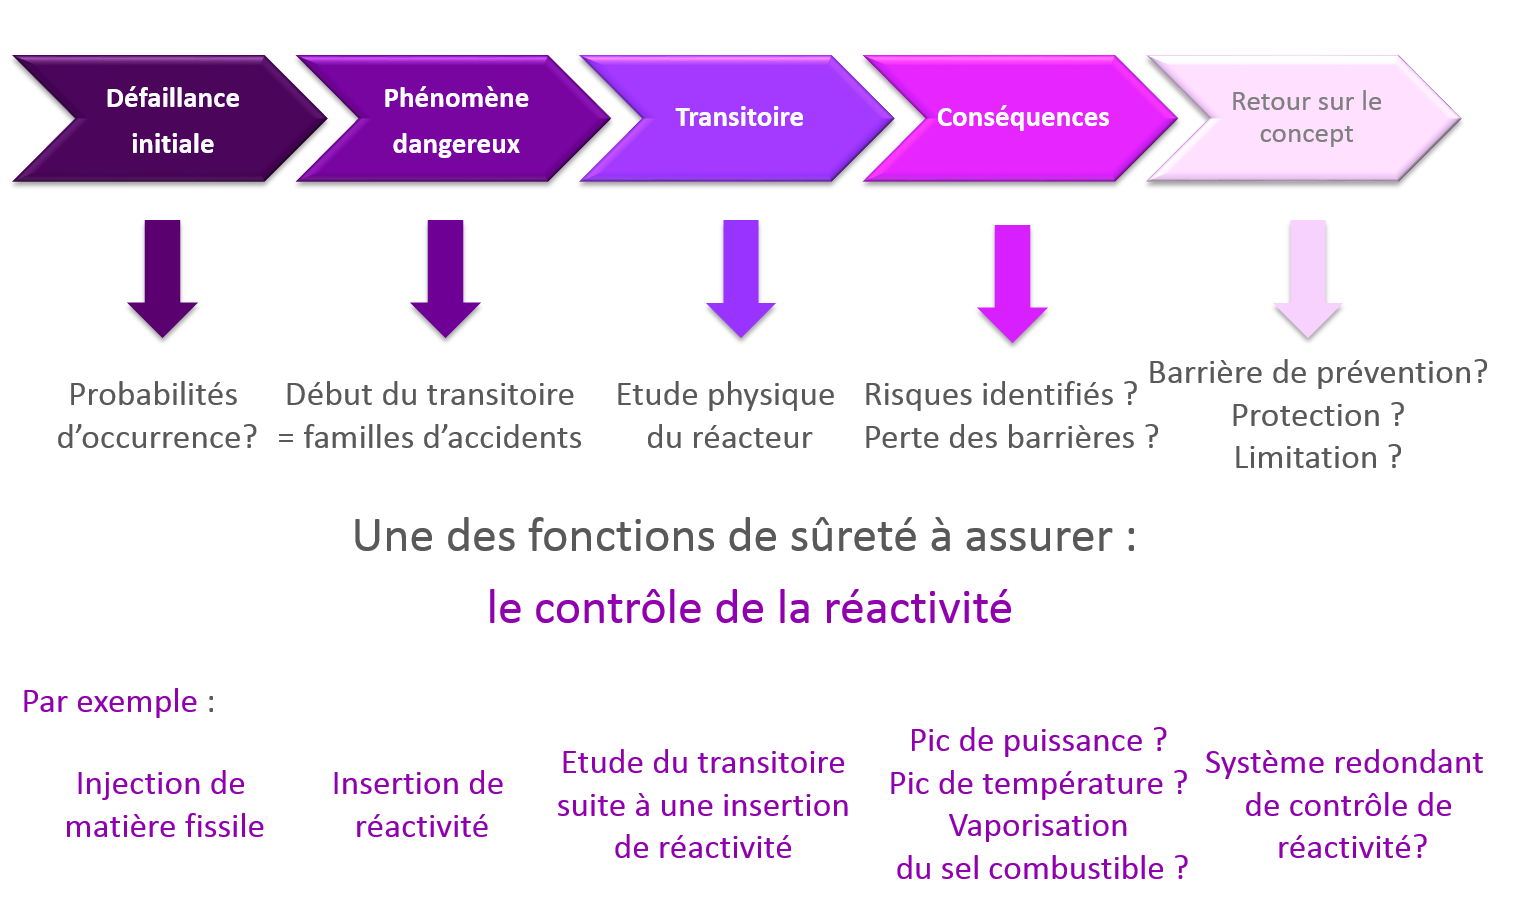 Défaillance
initiale
Phénomène
dangereux
Transitoire
Conséquences
Retour sur le
concept
Probabilités
d’occurrence?
Début du transitoire
= familles d’accidents
Etude physique
du réacteur
Risques identifiés ?
Perte des barrières ?
Barrière de prévention?
Protection ?
Limitation ?
Une des fonctions de sûreté à assurer :
le contrôle de la réactivité
Par exemple :
Injection de
matière fissile
Insertion de
réactivité
Etude du transitoire
suite à une insertion
de réactivité
Pic de puissance ?
Pic de température ?
Vaporisation
du sel combustible ?
Système redondant
de contrôle de
réactivité?